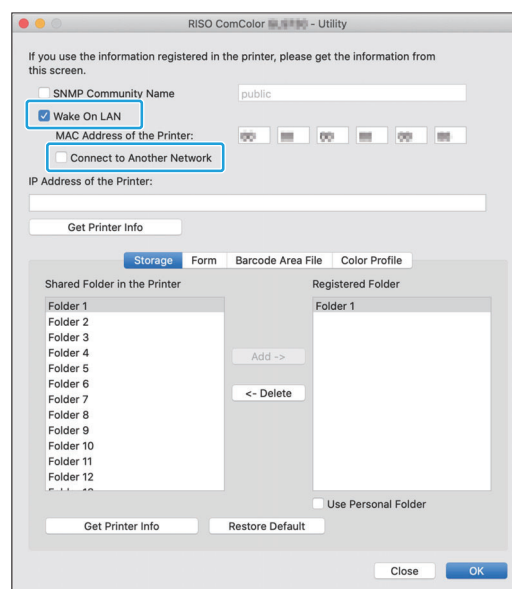 RISO ComColor - Utility
If you use the information registered in the printer, please get the information from
this screen.
SNMP Community Name public
Wake On LAN
MAC Address of the Printer:
Connect to Another Network
IP Address of the Printer:
Get Printer Info
Storage Form Barcode Area File Color Profile
Shared Folder in the Printer Registered Folder
Folder 1 Folder 1
Folder 2
Folder 3
Folder 4
Folder 5
Folder 6
Folder 7
Folder 8
Folder 9
Folder 10
Folder 11
Folder 12
Add ->
<- Delete
Use Personal Folder
Get Printer Info Restore Default
Close OK